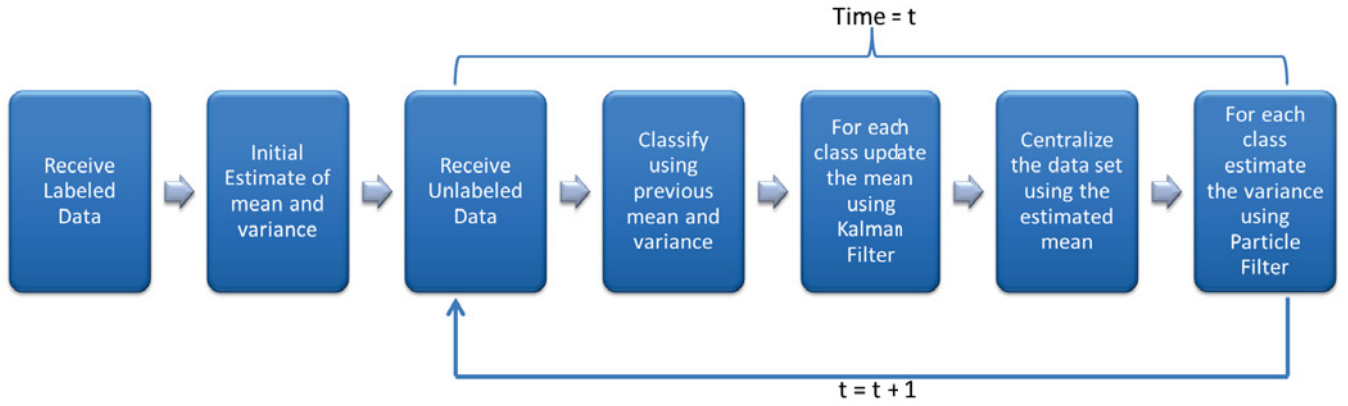 Time = t
Receive
Labeled
Data
Initial
Estimate of
mean and
variance
Receive
Unlabeled
Data
Classify
using
previous
mean and
variance
For each
class update
the mean
using
Kalman
Filter
Centralize
the data set
using the
estimated
mean
For each
class
estimate
the variance
using
Particle
Filter
t = t + 1